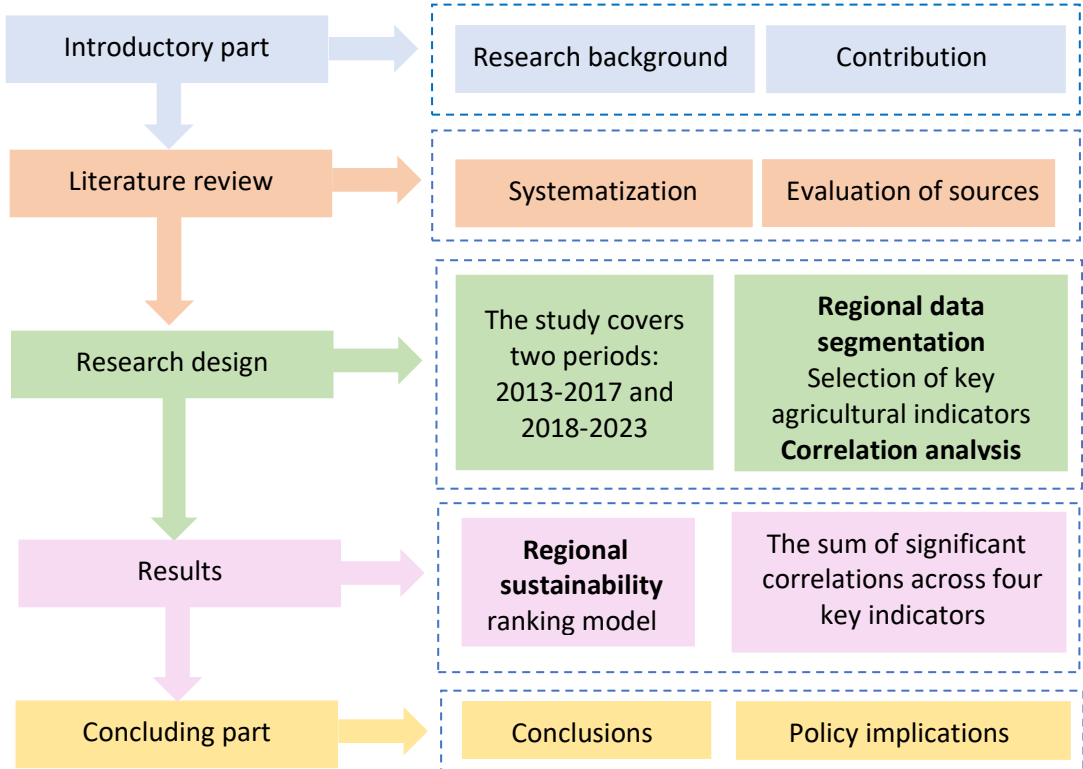 Introductory part
Research background
Contribution
Literature review
Systematization
Evaluation of sources
Research design
The study covers
two periods:
2013-2017 and
2018-2023
Regional data
segmentation
Selection of key
agricultural indicators
Correlation analysis
Results
Regional
sustainability
ranking model
The sum of significant
correlations across four
key indicators
Concluding part
Conclusions
Policy implications